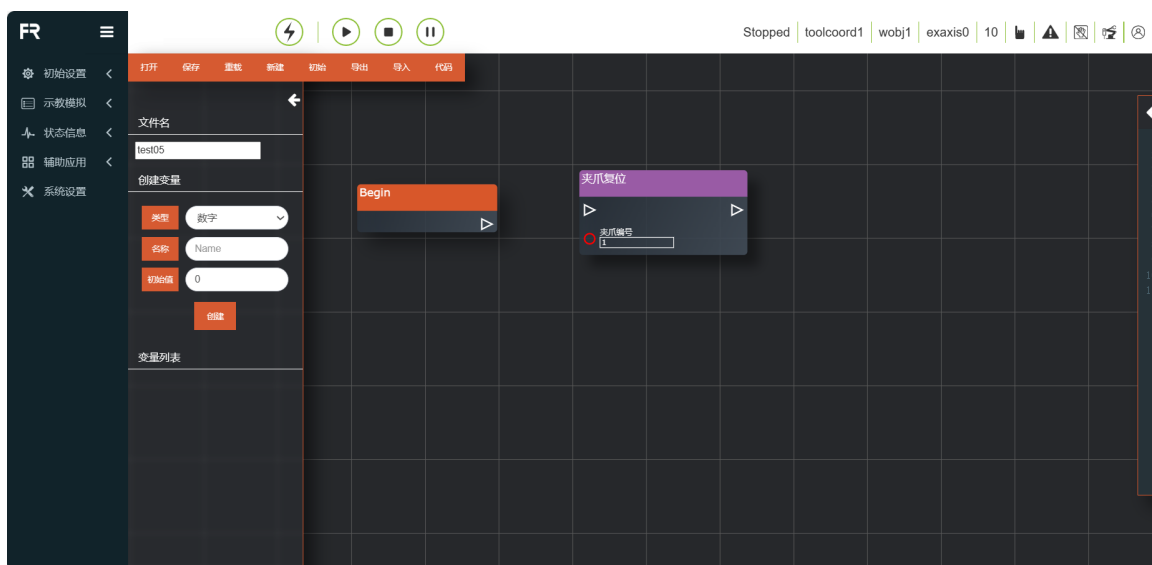 FR
Stopped toolcoord1 wobj1 exaxis0 10
初始设置
示教模拟
状态信息
辅助应用
系统设置
打开 保存 重载 新建 初始 导出 导入 代码
文件名
test05
创建变量
类型 数字
名称 Name
初始值 0
创建
变量列表
Begin
夹爪复位
夹爪编号
1
1
1